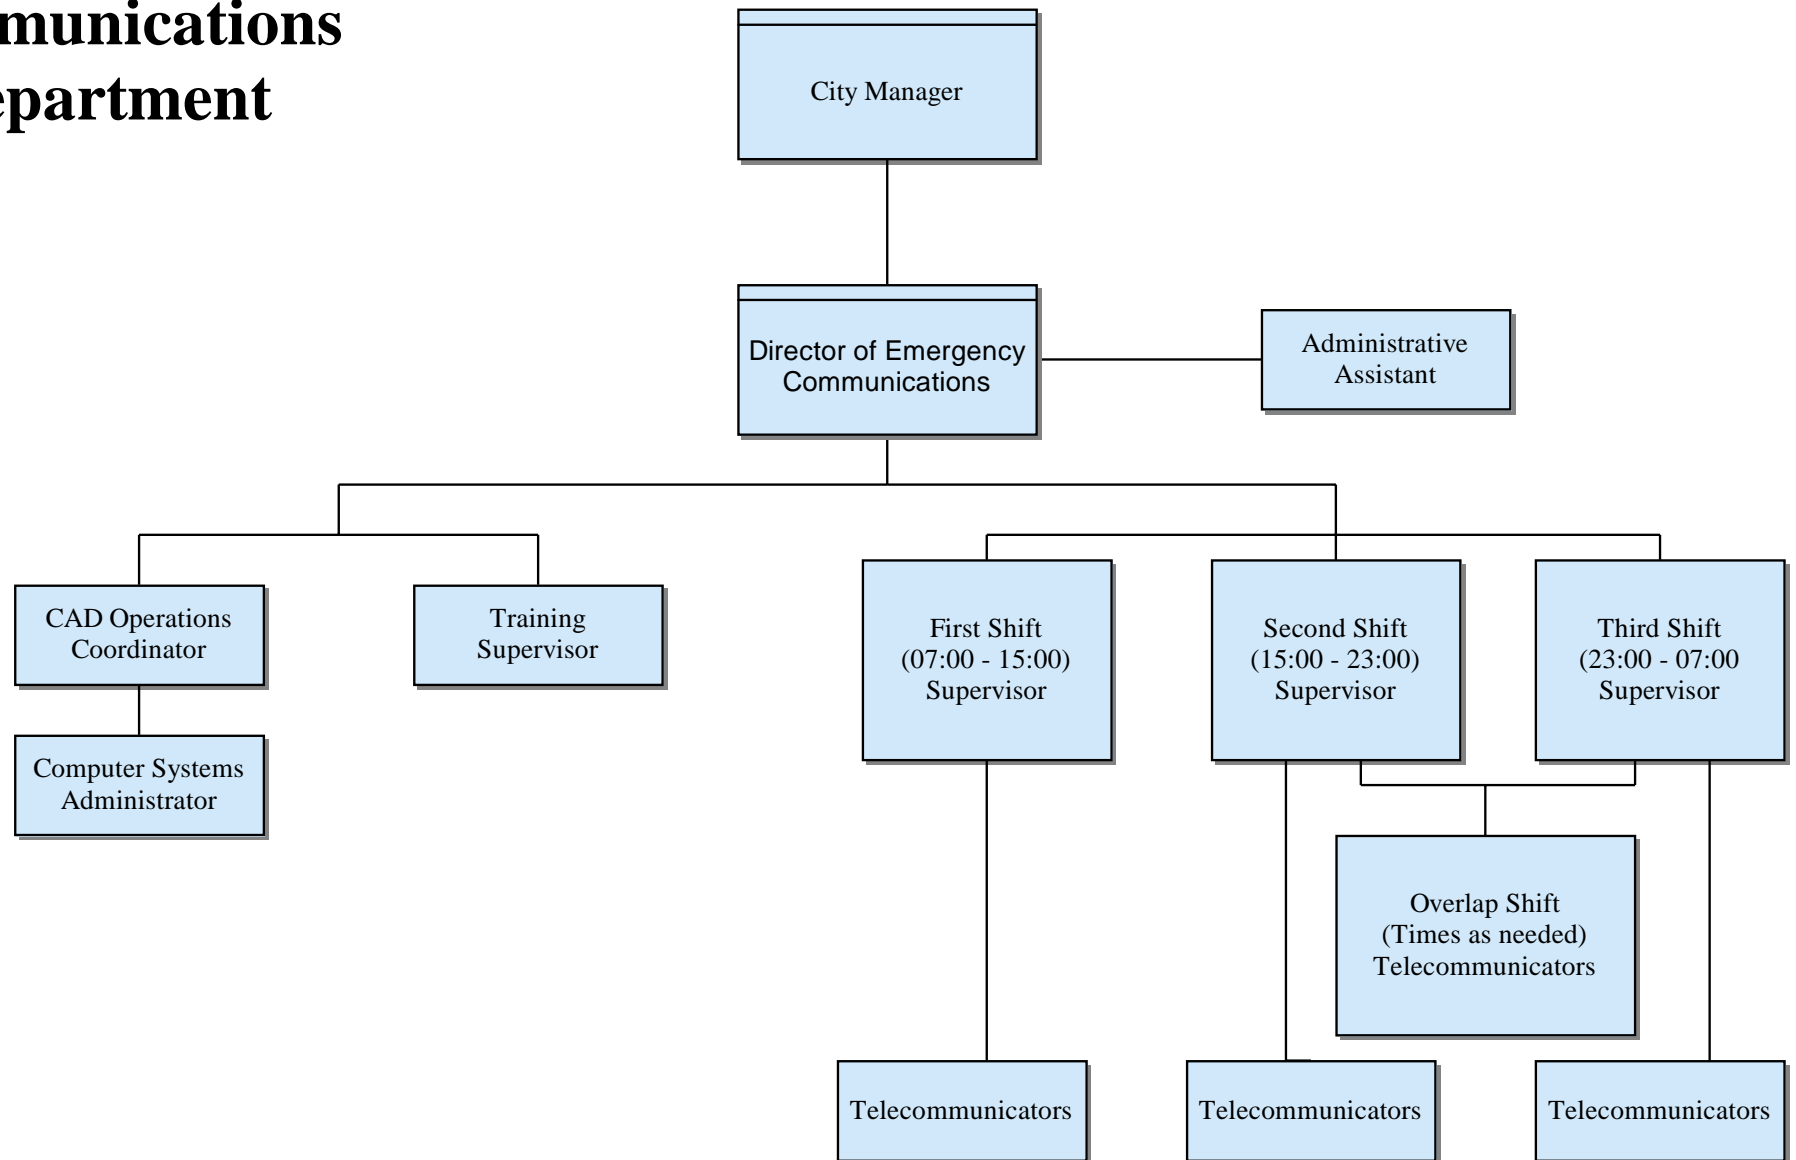 mmunications
epartment
City Manager
Director of Emergency
Communications
Administrative
Assistant
CAD Operations
Coordinator
Training
Supervisor
First Shift
(07:00 - 15:00)
Supervisor
Second Shift
(15:00 - 23:00)
Supervisor
Third Shift
(23:00 - 07:00
Supervisor
Computer Systems
Administrator
Overlap Shift
(Times as needed)
Telecommunicators
Telecommunicators
Telecommunicators
Telecommunicators